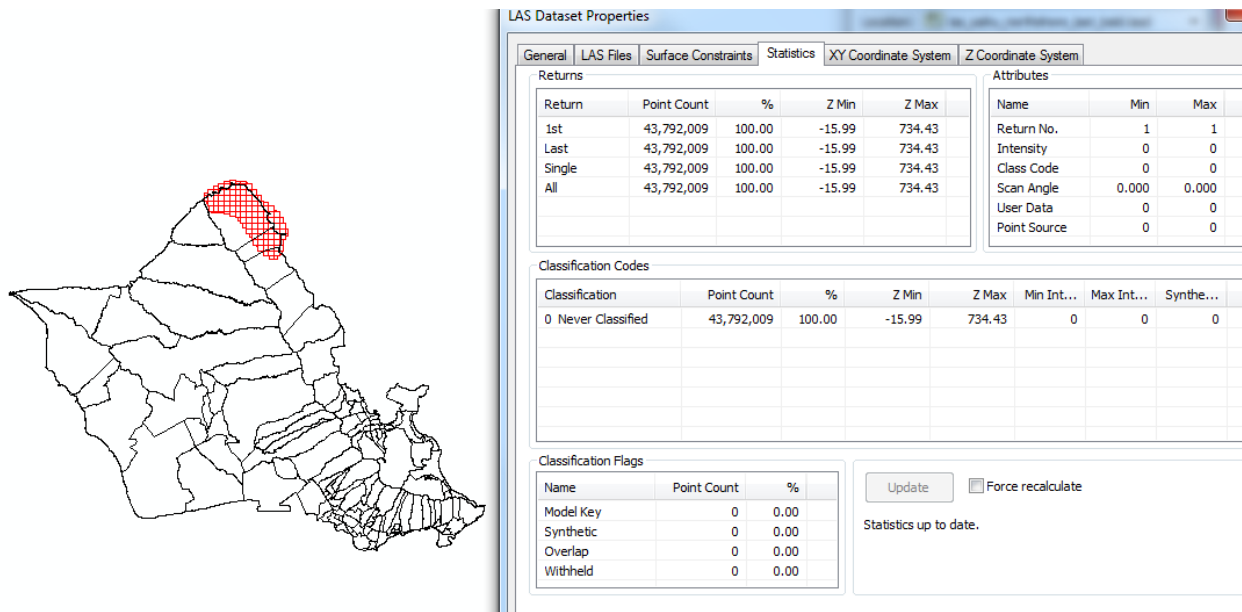 LAS Dataset Properties
General LAS Files Surface Constraints Statistics XY Coordinate System Z Coordinate System
Returns
Return Point Count % Z Min Z Max
1st 43,792,009 100.00 -15.99 734.43
Last 43,792,009 100.00 -15.99 734.43
Single 43,792,009 100.00 -15.99 734.43
All 43,792,009 100.00 -15.99 734.43
Attributes
Name Min Max
Return No. 1 1
Intensity 0 0
Class Code 0 0
Scan Angle 0.000 0.000
User Data 0 0
Point Source 0 0
Classification Codes
Classification Point Count % Z Min Z Max Min Int... Max Int... Synthe...
0 Never Classified 43,792,009 100.00 -15.99 734.43 0 0 0
Classification Flags
Name Point Count %
Model Key 0 0.00
Synthetic 0 0.00
Overlap 0 0.00
Withheld 0 0.00
Update Force recalculate
Statistics up to date.